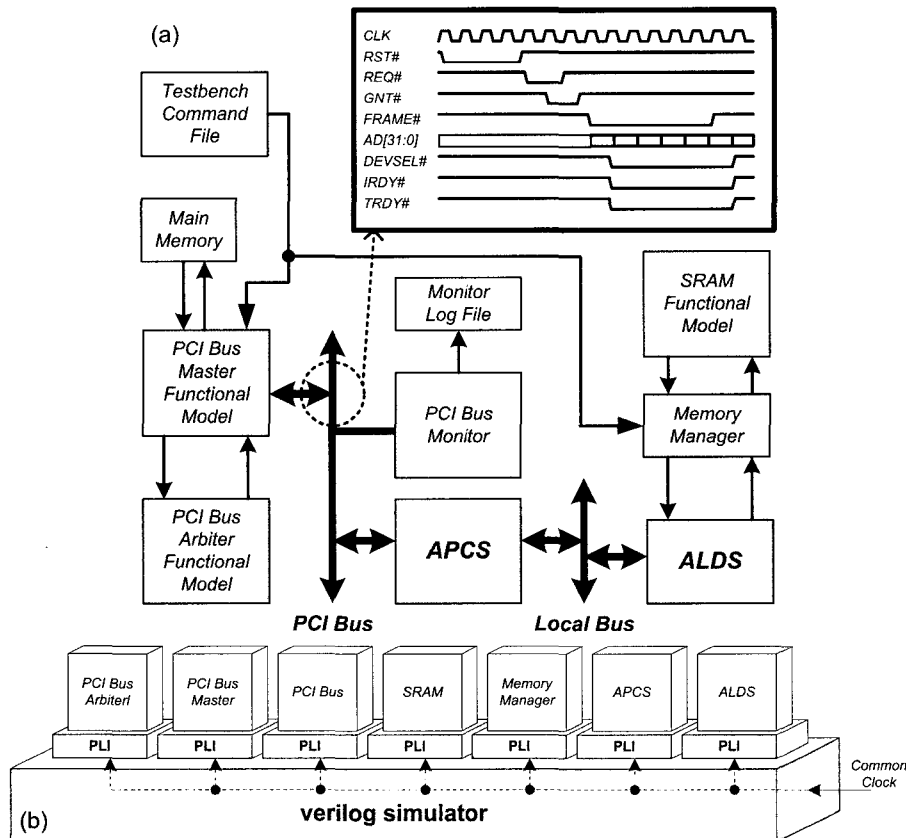 (a)
CLK
RST#
REQ#
GNT#
FRAME#
AD[31:0]
DEVSEL#
IRDY#
TRDY#
Testbench
Command
File
Main
Memory
Monitor
Log File
SRAM
Functional
Model
PCI Bus
Master
Functional
Model
PCI Bus
Monitor
Memory
Manager
PCI Bus
Arbiter
Functional
Model
APCS
ALDS
PCI Bus
Local Bus
PCI Bus
ArbiterI
PCI Bus
Master
PCI Bus
SRAM
Memory
Manager
APCS
ALDS
PLI
PLI
PLI
PLI
PLI
PLI
PLI
Common
Clock
verilog simulator
(b)